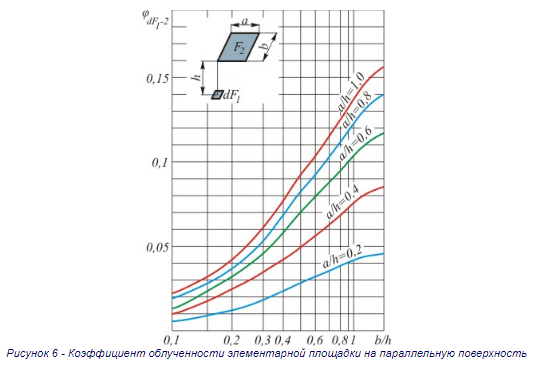 φ dF₁-2
a
F₂
b
h
dF₁
0,15
0,1
0,05
0
a/h=1,0
a/h=0,8
a/h=0,6
a/h=0,4
a/h=0,2
0,1 0,2 0,3 0,4 0,6 0,8 1 b/h
Рисунок 6 - Коэффициент облученности элементарной площадки на параллельную поверхность